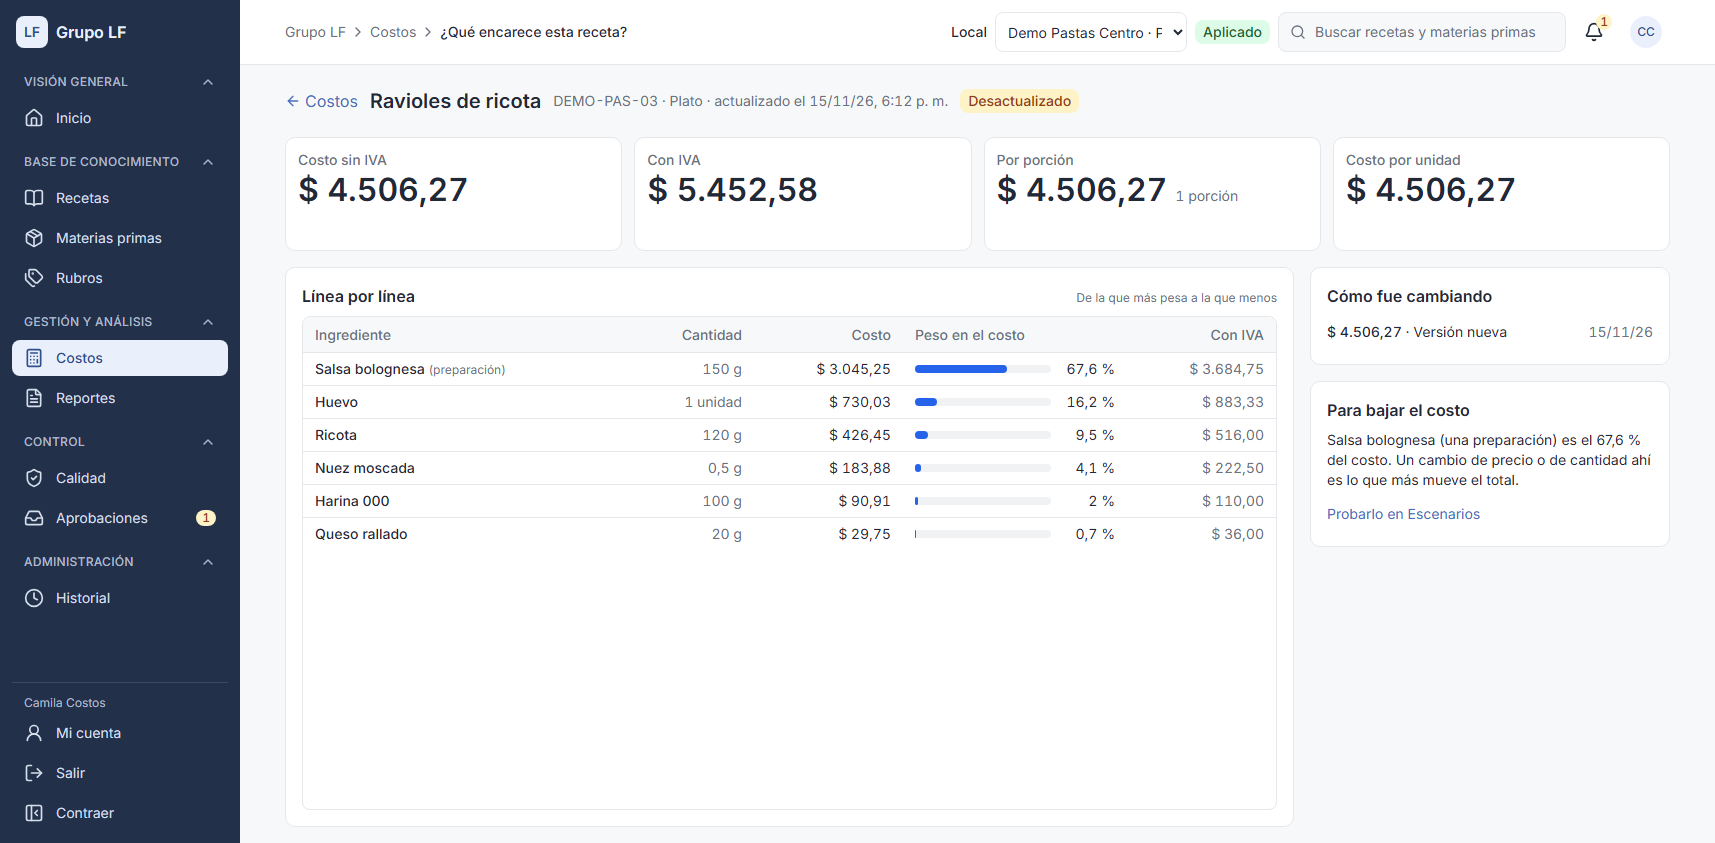 LF Grupo LF
VISIÓN GENERAL
Inicio
BASE DE CONOCIMIENTO
Recetas
Materias primas
Rubros
GESTIÓN Y ANÁLISIS
Costos
Reportes
CONTROL
Calidad
Aprobaciones 1
ADMINISTRACIÓN
Historial
Camila Costos
Mi cuenta
Salir
Contraer
Grupo LF > Costos > ¿Qué encarece esta receta?
Local Demo Pastas Centro · P Aplicado Buscar recetas y materias primas 1 CC
← Costos Ravioles de ricota DEMO-PAS-03 · Plato · actualizado el 15/11/26, 6:12 p. m. Desactualizado
Costo sin IVA
$ 4.506,27
Con IVA
$ 5.452,58
Por porción
$ 4.506,27 1 porción
Costo por unidad
$ 4.506,27
Línea por línea De la que más pesa a la que menos
Ingrediente Cantidad Costo Peso en el costo Con IVA
Salsa bolognesa (preparación) 150 g $ 3.045,25 67,6 % $ 3.684,75
Huevo 1 unidad $ 730,03 16,2 % $ 883,33
Ricota 120 g $ 426,45 9,5 % $ 516,00
Nuez moscada 0,5 g $ 183,88 4,1 % $ 222,50
Harina 000 100 g $ 90,91 2 % $ 110,00
Queso rallado 20 g $ 29,75 0,7 % $ 36,00
Cómo fue cambiando
$ 4.506,27 · Versión nueva 15/11/26
Para bajar el costo
Salsa bolognesa (una preparación) es el 67,6 %
del costo. Un cambio de precio o de cantidad ahí
es lo que más mueve el total.
Probarlo en Escenarios